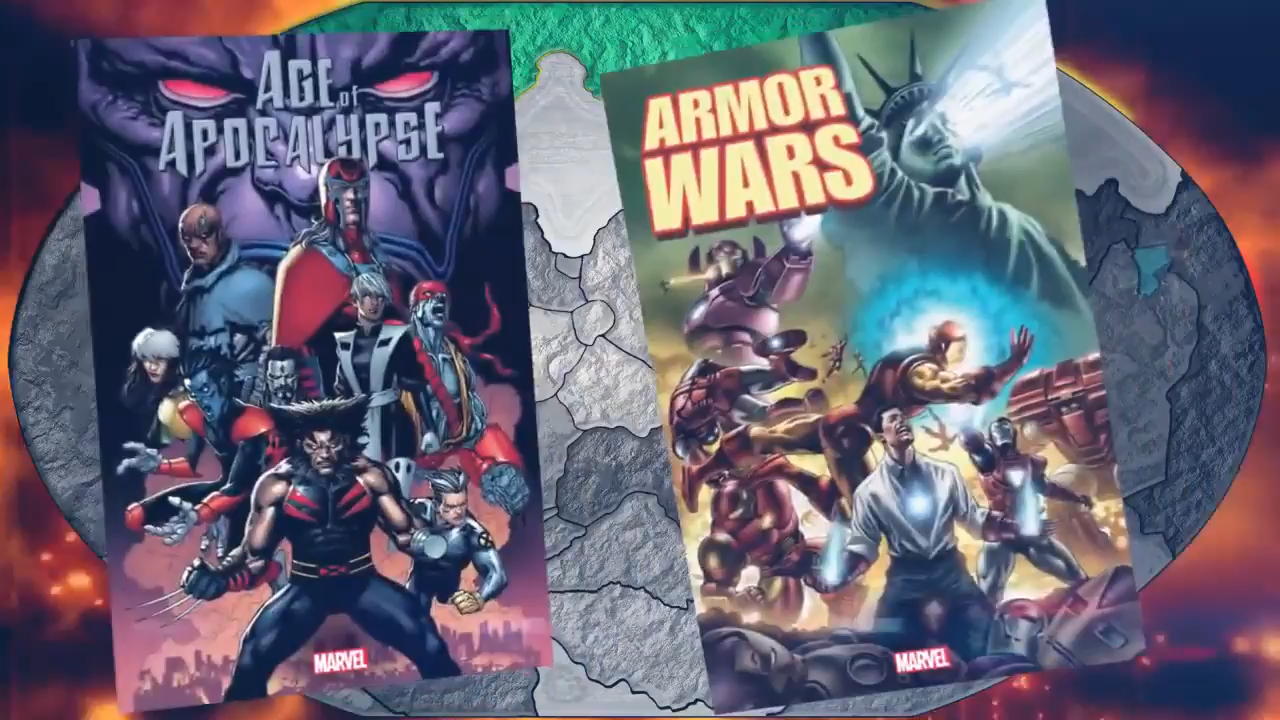 AGE of
APOCALYPSE
MARVEL
ARMOR
WARS
MARVEL